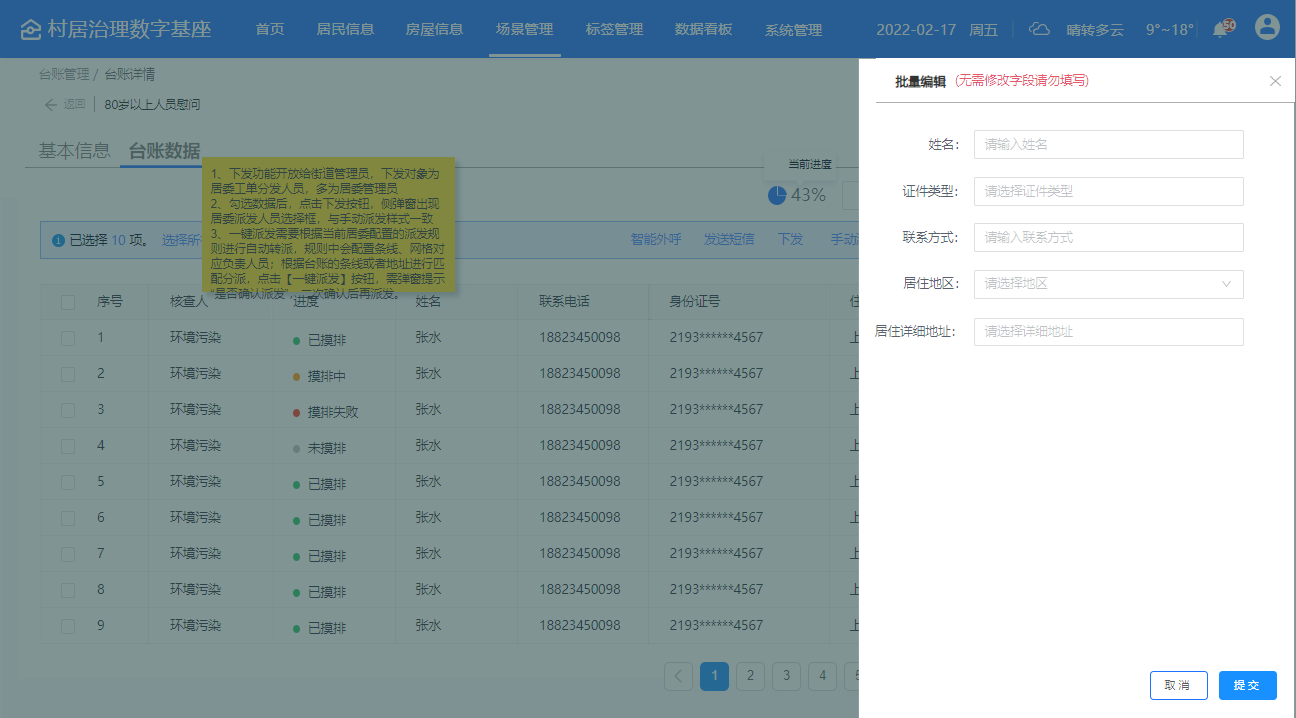 村居治理数字基座 首页 居民信息 房屋信息 场景管理 标签管理 数据看板 系统管理 2022-02-17 周五 晴转多云 9°~18° 50
台账管理 / 台账详情
返回 80岁以上人员慰问
基本信息 台账数据
当前进度
43%
1、下发功能开放给街道管理员，下发对象为
居委工单分发人员，多为居委管理员
2、勾选数据后，点击下发按钮，侧弹窗出现
居委派发人员选择框，与手动派发样式一致
3、一键派发需要根据当前居委配置的派发规
则进行自动转派，规则中会配置条线、网格对
应负责人员；根据台账的条线或者地址进行匹
配分派，点击【一键派发】按钮，需弹窗提示
“是否确认派发”，二次确认后再派发。
已选择 10 项。 选择所 智能外呼 发送短信 下发 手动
序号 核查人 进度 姓名 联系电话 身份证号
1 环境污染 已摸排 张水 18823450098 2193******4567 上
2 环境污染 摸排中 张水 18823450098 2193******4567 上
3 环境污染 摸排失败 张水 18823450098 2193******4567 上
4 环境污染 未摸排 张水 18823450098 2193******4567 上
5 环境污染 已摸排 张水 18823450098 2193******4567 上
6 环境污染 已摸排 张水 18823450098 2193******4567 上
7 环境污染 已摸排 张水 18823450098 2193******4567 上
8 环境污染 已摸排 张水 18823450098 2193******4567 上
9 环境污染 已摸排 张水 18823450098 2193******4567 上
1 2 3 4 5
批量编辑 (无需修改字段请勿填写)
姓名: 请输入姓名
证件类型: 请选择证件类型
联系方式: 请输入联系方式
居住地区: 请选择地区
居住详细地址: 请选择详细地址
取消 提交